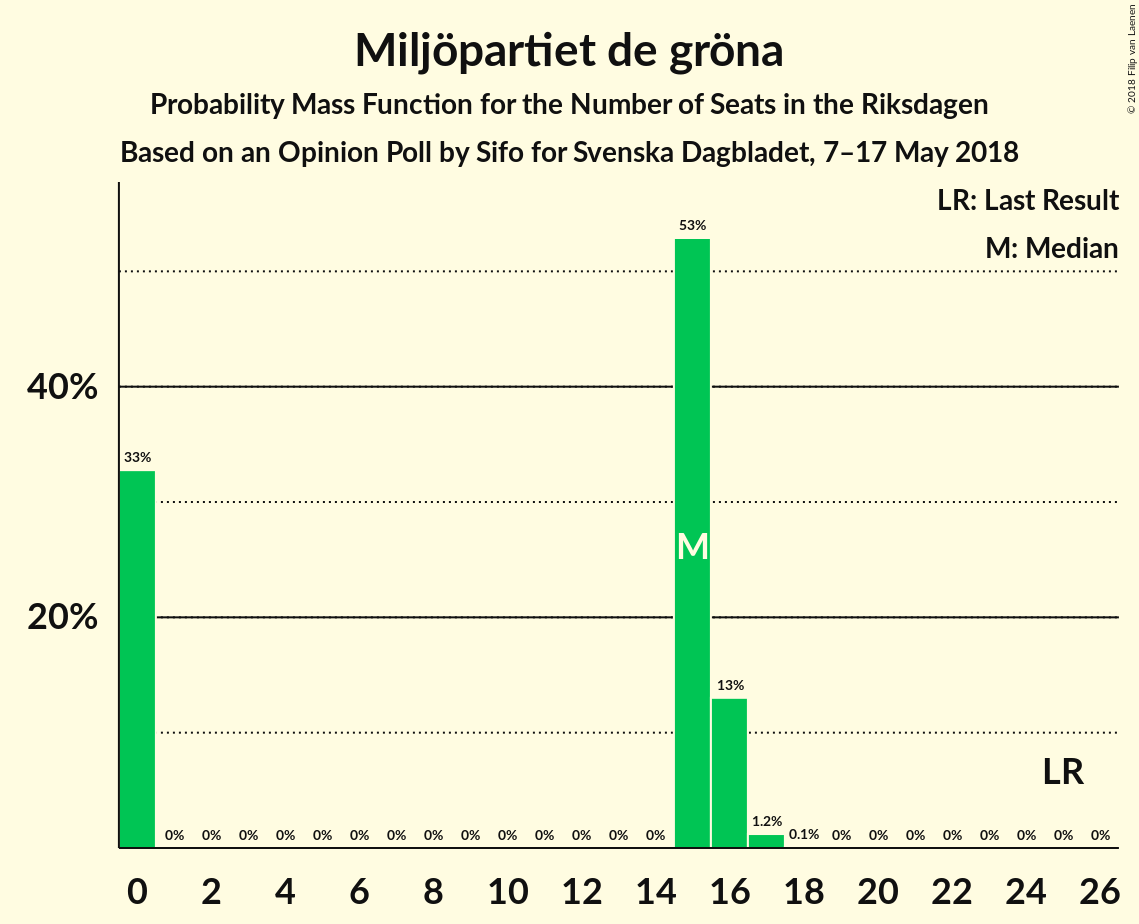 Miljöpartiet de gröna
Probability Mass Function for the Number of Seats in the Riksdagen
Based on an Opinion Poll by Sifo for Svenska Dagbladet, 7–17 May 2018
© 2018 Filip van Laenen
LR: Last Result
M: Median
53%
40%
33%
M
20%
13%
LR
1.2%
0% 0% 0% 0% 0% 0% 0% 0% 0% 0% 0% 0% 0% 0% 0.1% 0% 0% 0% 0% 0% 0% 0% 0%
0 2 4 6 8 10 12 14 16 18 20 22 24 26